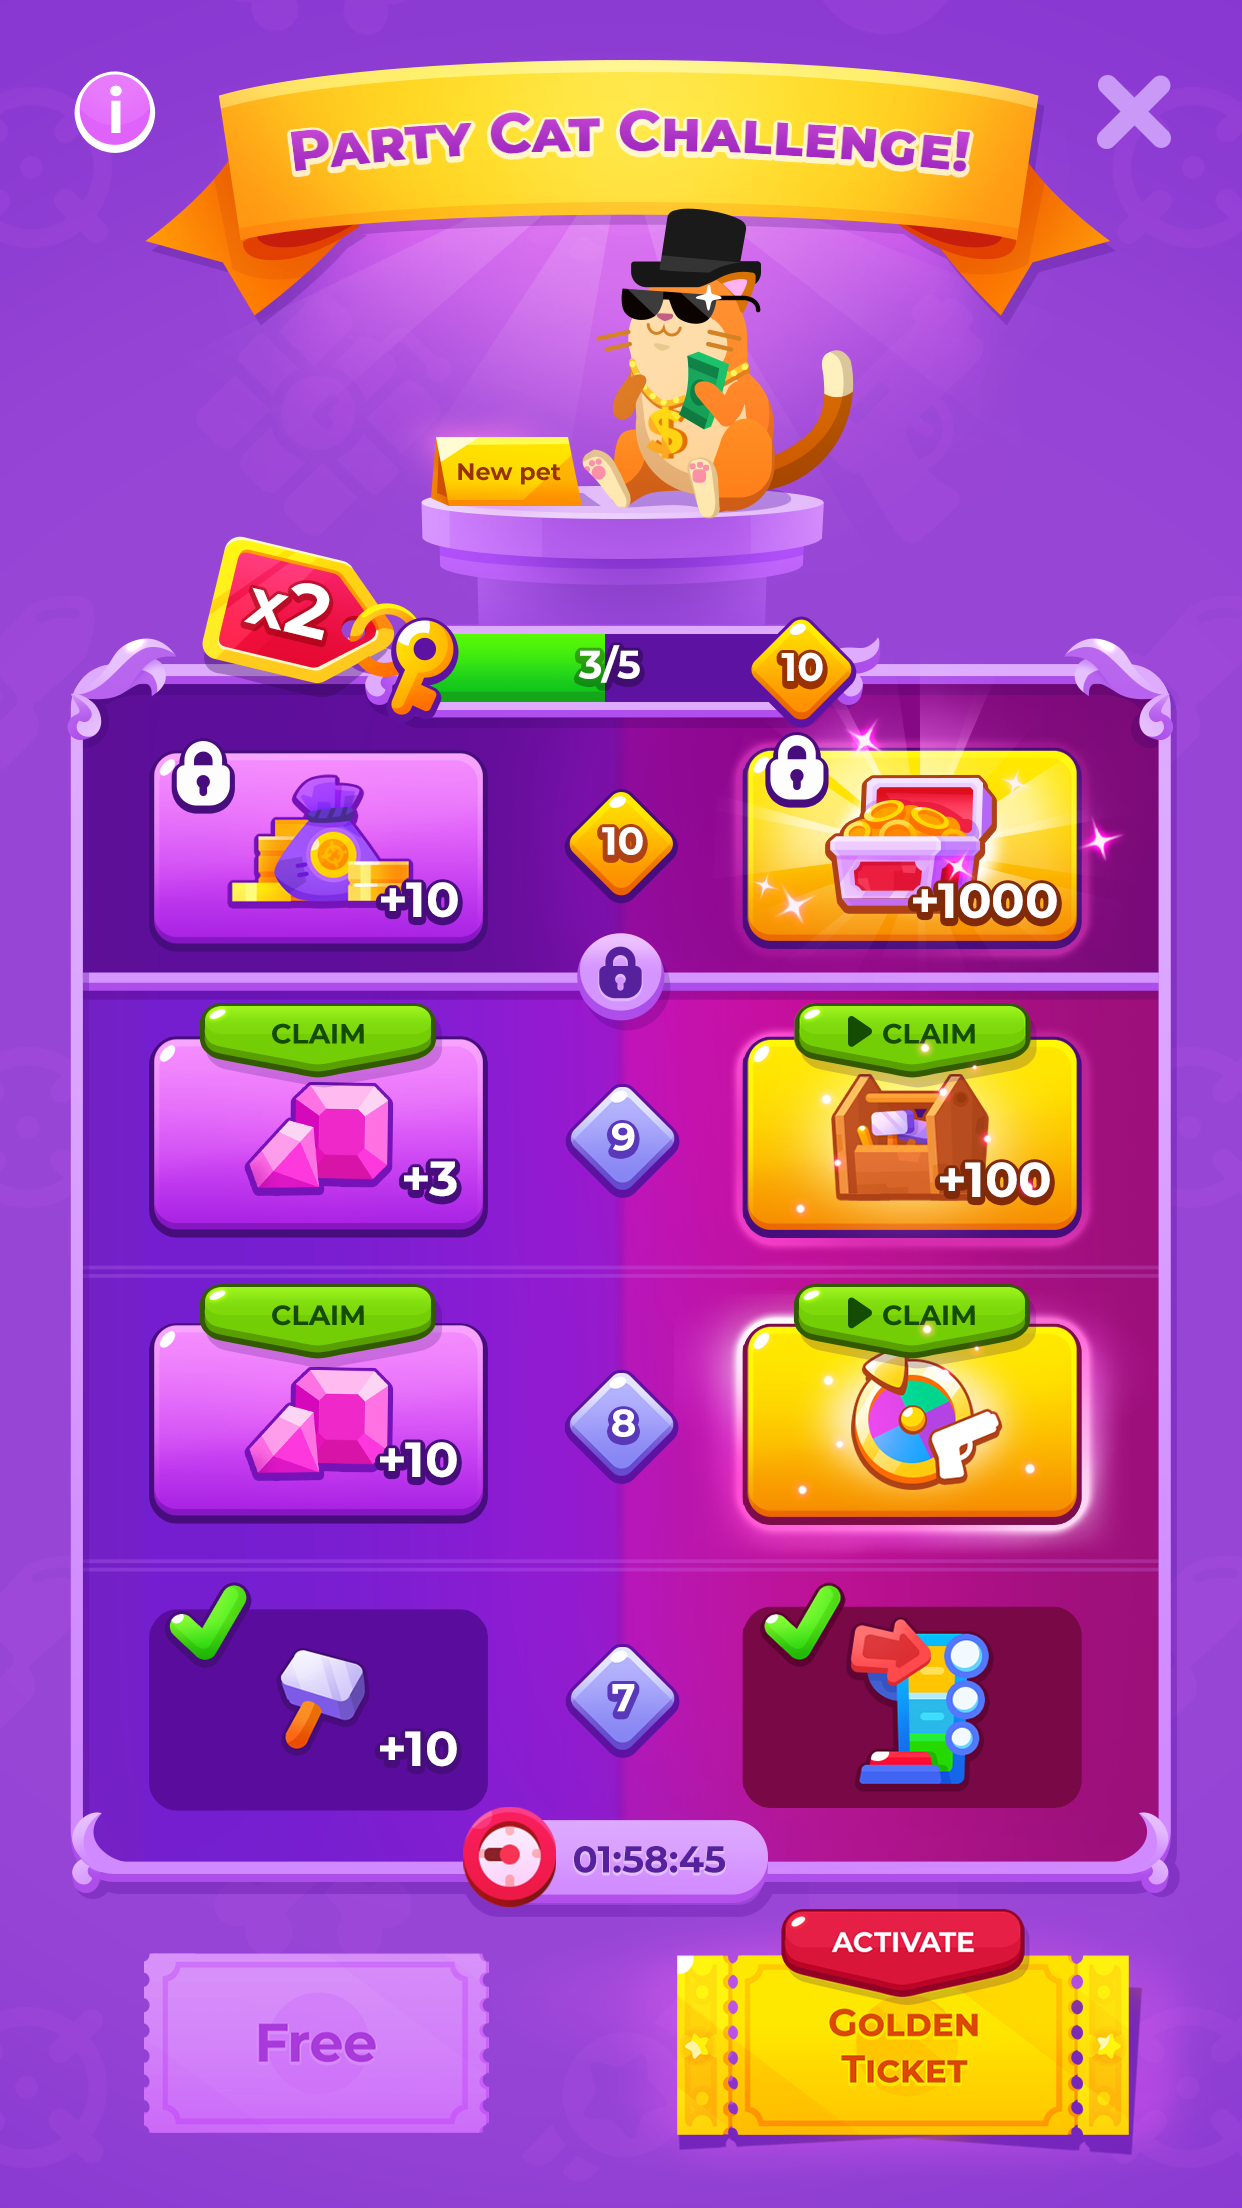 i
PARTY CAT CHALLENGE!
New pet
$
x2
3/5
10
+10
10
+1000
CLAIM
CLAIM
+3
9
+100
CLAIM
CLAIM
+10
8
+10
7
01:58:45
ACTIVATE
Free
GOLDEN
TICKET